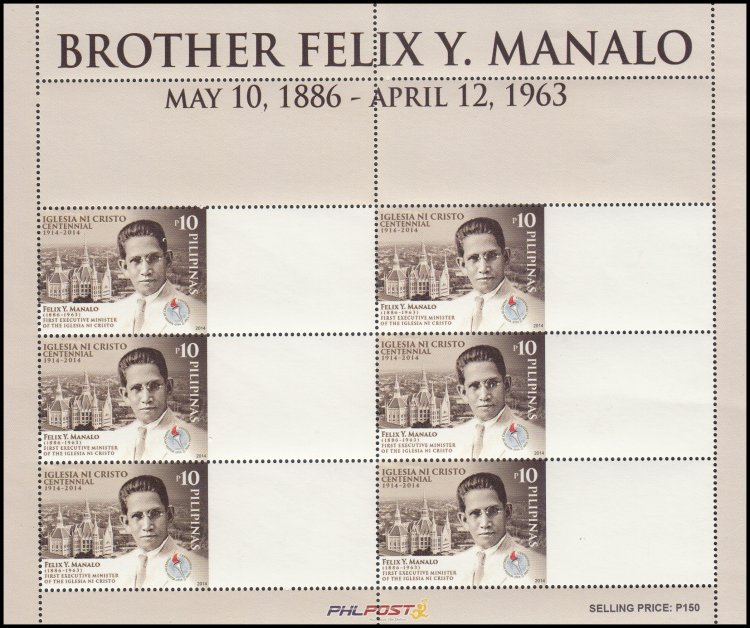 BROTHER FELIX Y. MANALO
MAY 10, 1886 - APRIL 12, 1963
IGLESIA NI CRISTO
CENTENNIAL
1914-2014
P10
PILIPINAS
FELIX Y. MANALO
(1886-1963)
FIRST EXECUTIVE MINISTER
OF THE IGLESIA NI CRISTO
2014
IGLESIA NI CRISTO
CENTENNIAL
1914-2014
P10
PILIPINAS
FELIX Y. MANALO
(1886-1963)
FIRST EXECUTIVE MINISTER
OF THE IGLESIA NI CRISTO
2014
IGLESIA NI CRISTO
CENTENNIAL
1914-2014
P10
PILIPINAS
FELIX Y. MANALO
(1886-1963)
FIRST EXECUTIVE MINISTER
OF THE IGLESIA NI CRISTO
2014
IGLESIA NI CRISTO
CENTENNIAL
1914-2014
P10
PILIPINAS
FELIX Y. MANALO
(1886-1963)
FIRST EXECUTIVE MINISTER
OF THE IGLESIA NI CRISTO
2014
IGLESIA NI CRISTO
CENTENNIAL
1914-2014
P10
PILIPINAS
FELIX Y. MANALO
(1886-1963)
FIRST EXECUTIVE MINISTER
OF THE IGLESIA NI CRISTO
2014
IGLESIA NI CRISTO
CENTENNIAL
1914-2014
P10
PILIPINAS
FELIX Y. MANALO
(1886-1963)
FIRST EXECUTIVE MINISTER
OF THE IGLESIA NI CRISTO
2014
PHLPOST
SELLING PRICE: P150